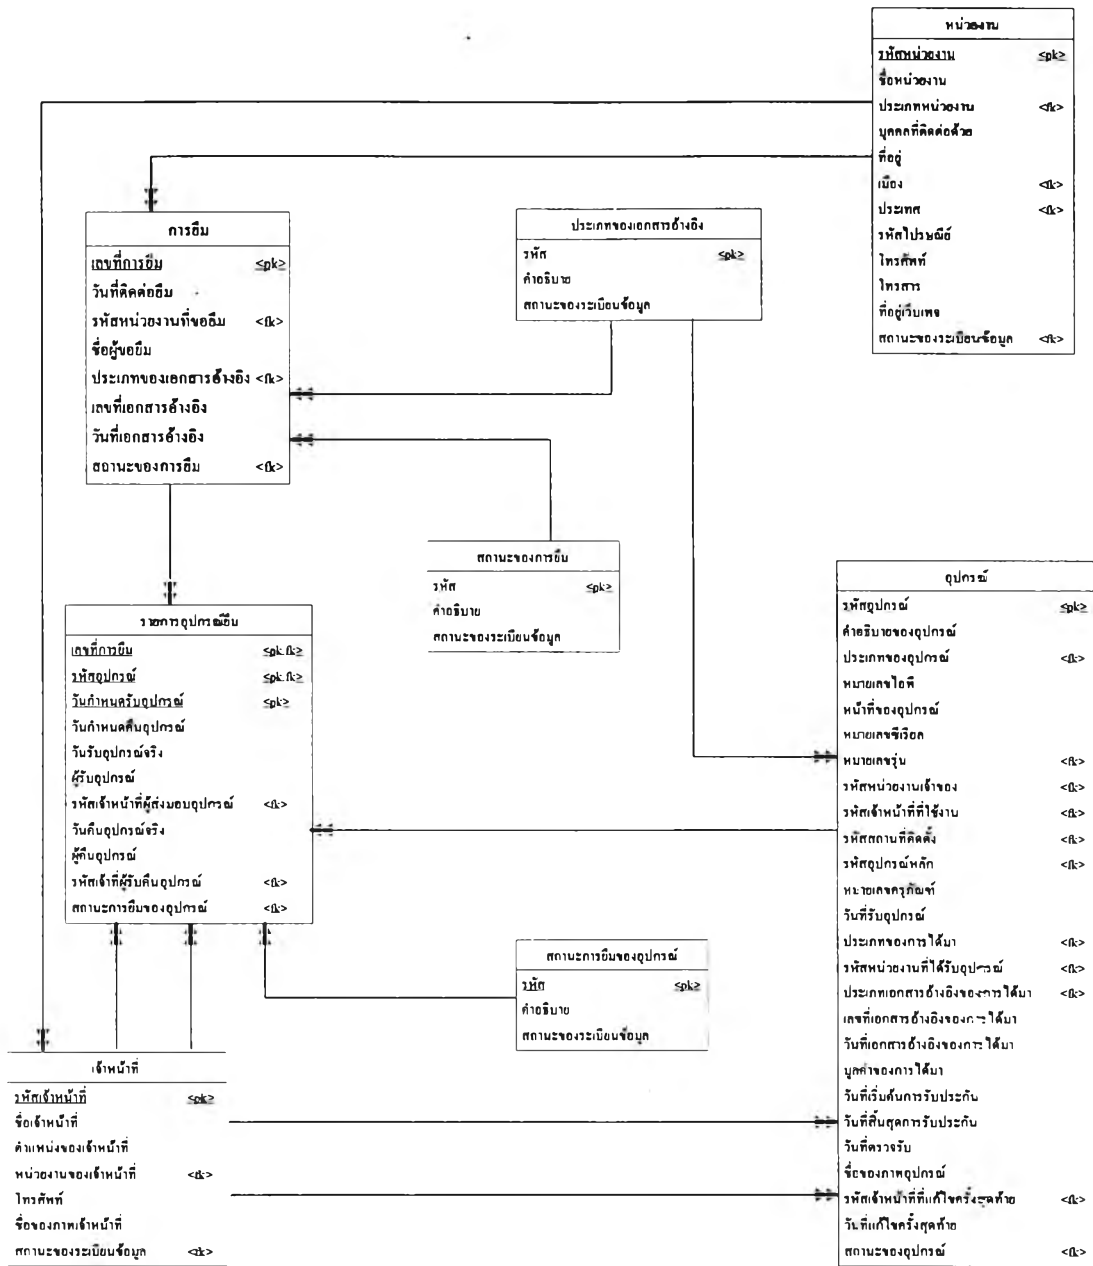 หน่วยงาน
รหัสหน่วยงาน <pk>
ชื่อหน่วยงาน
ประเภทหน่วยงาน <fk>
บุคคลที่ติดต่อด้วย
ที่อยู่
เมือง <fk>
ประเทศ <fk>
รหัสไปรษณีย์
โทรศัพท์
โทรสาร
ที่อยู่เว็บเพจ
สถานะของระเบียนข้อมูล <fk>
การยืม
เลขที่การยืม <pk>
วันที่ติดต่อยืม
รหัสหน่วยงานที่ขอยืม <fk>
ชื่อผู้ขอยืม
ประเภทของเอกสารอ้างอิง <fk>
เลขที่เอกสารอ้างอิง
วันที่เอกสารอ้างอิง
สถานะของการยืม <fk>
ประเภทของเอกสารอ้างอิง
รหัส <pk>
คำอธิบาย
สถานะของระเบียนข้อมูล
สถานะของการยืม
รหัส <pk>
คำอธิบาย
สถานะของระเบียนข้อมูล
รายการอุปกรณ์ยืม
เลขที่การยืม <pk,fk>
รหัสอุปกรณ์ <pk,fk>
วันกำหนดรับอุปกรณ์ <pk>
วันกำหนดคืนอุปกรณ์
วันรับอุปกรณ์จริง
ผู้รับอุปกรณ์
รหัสเจ้าหน้าที่ผู้ส่งมอบอุปกรณ์ <fk>
วันคืนอุปกรณ์จริง
ผู้คืนอุปกรณ์
รหัสเจ้าที่ผู้รับคืนอุปกรณ์ <fk>
สถานะการยืมของอุปกรณ์ <fk>
อุปกรณ์
รหัสอุปกรณ์ <pk>
คำอธิบายของอุปกรณ์
ประเภทของอุปกรณ์ <fk>
หมายเลขไอพี
หน้าที่ของอุปกรณ์
หมายเลขซีเรียล
หมายเลขรุ่น <fk>
รหัสหน่วยงานเจ้าของ <fk>
รหัสเจ้าหน้าที่ที่ใช้งาน <fk>
รหัสสถานที่ติดตั้ง <fk>
รหัสอุปกรณ์หลัก <fk>
หมายเลขครุภัณฑ์
วันที่รับอุปกรณ์
ประเภทของการได้มา <fk>
รหัสหน่วยงานที่ได้รับอุปกรณ์ <fk>
ประเภทเอกสารอ้างอิงของการได้มา <fk>
เลขที่เอกสารอ้างอิงของการได้มา
วันที่เอกสารอ้างอิงของการได้มา
มูลค่าของการได้มา
วันที่เริ่มต้นการรับประกัน
วันที่สิ้นสุดการรับประกัน
วันที่ตรวจรับ
ชื่อของภาพอุปกรณ์
รหัสเจ้าหน้าที่ที่แก้ไขครั้งสุดท้าย <fk>
วันที่แก้ไขครั้งสุดท้าย
สถานะของอุปกรณ์ <fk>
สถานะการยืมของอุปกรณ์
รหัส <pk>
คำอธิบาย
สถานะของระเบียนข้อมูล
เจ้าหน้าที่
รหัสเจ้าหน้าที่ <pk>
ชื่อเจ้าหน้าที่
ตำแหน่งของเจ้าหน้าที่
หน่วยงานของเจ้าหน้าที่ <fk>
โทรศัพท์
ชื่อของภาพเจ้าหน้าที่
สถานะของระเบียนข้อมูล <fk>